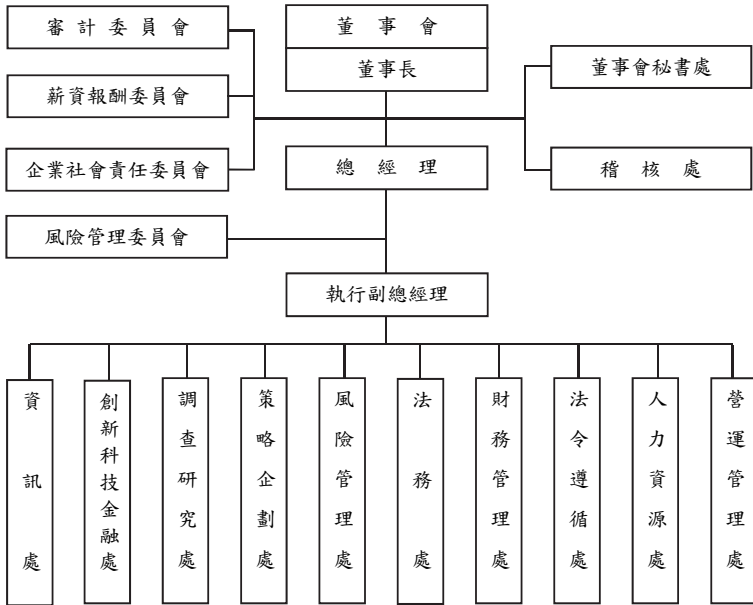 審計委員會
董事會
董事長
董事會秘書處
薪資報酬委員會
企業社會責任委員會
總經理
稽核處
風險管理委員會
執行副總經理
資訊處
創新科技金融處
調查研究處
策略企劃處
風險管理處
法務處
財務管理處
法令遵循處
人力資源處
營運管理處